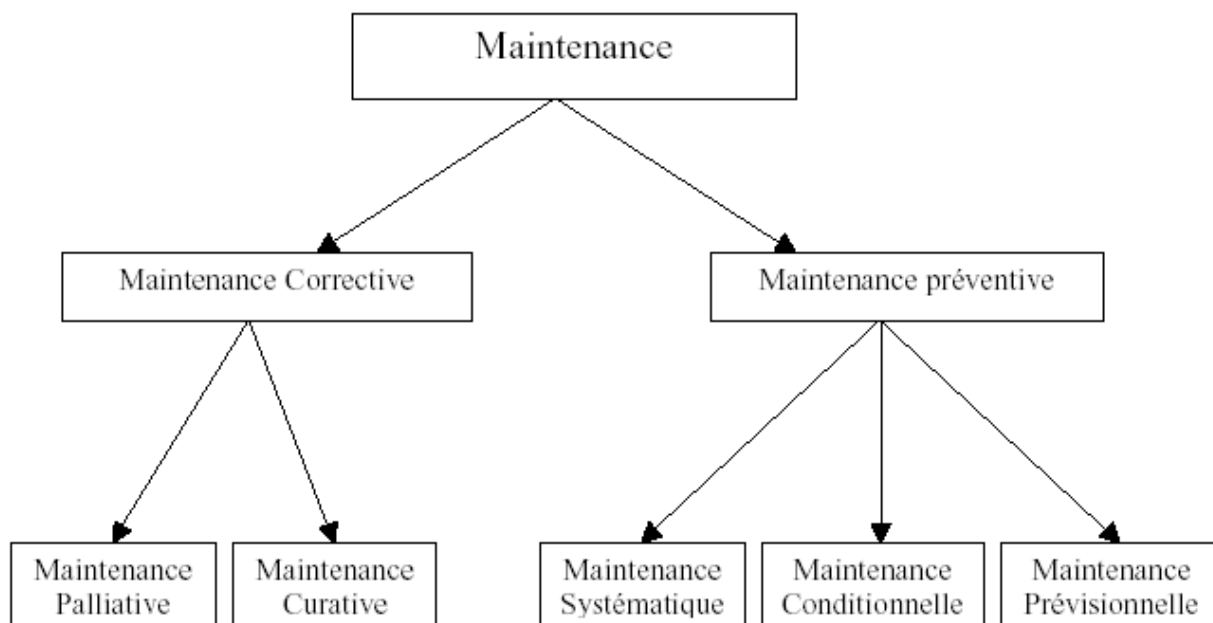 Maintenance
Maintenance Corrective
Maintenance préventive
Maintenance
Palliative
Maintenance
Curative
Maintenance
Systématique
Maintenance
Conditionnelle
Maintenance
Prévisionnelle